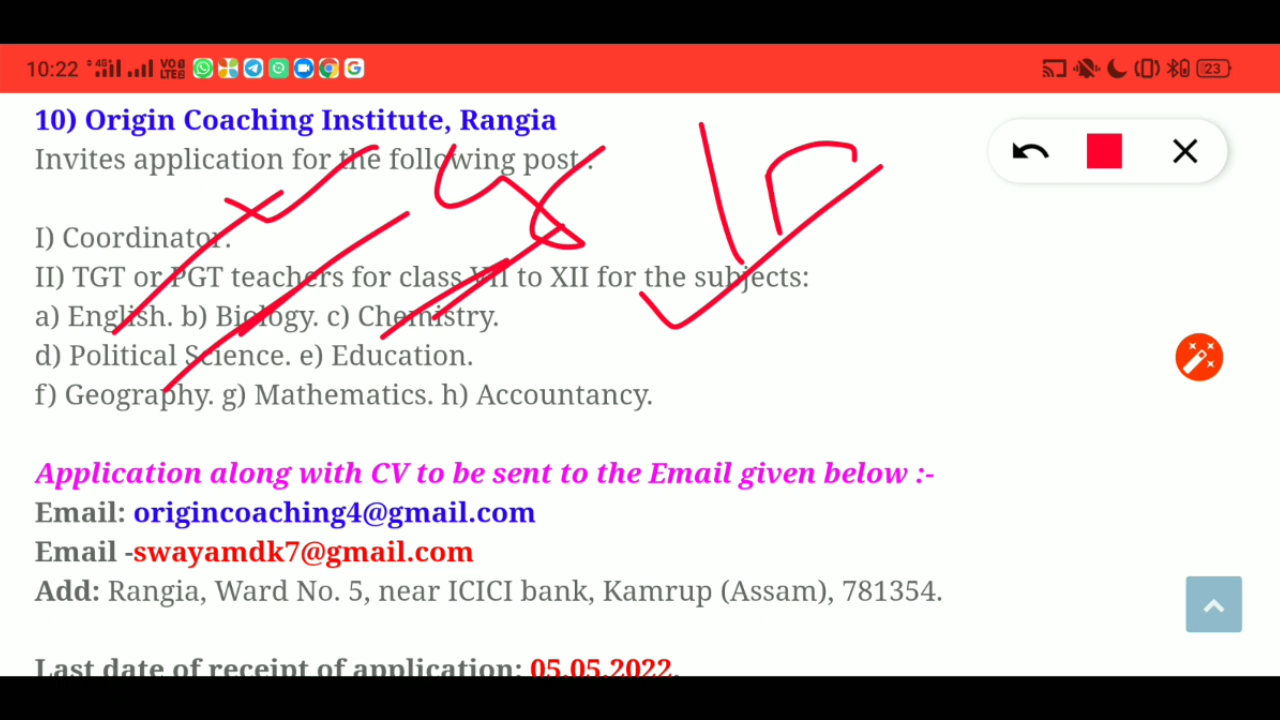 10:22 4G VO LTE 23
10) Origin Coaching Institute, Rangia
Invites application for the following post :
I) Coordinator.
II) TGT or PGT teachers for class VII to XII for the subjects:
a) English. b) Biology. c) Chemistry.
d) Political Science. e) Education.
f) Geography. g) Mathematics. h) Accountancy.
Application along with CV to be sent to the Email given below :-
Email: origincoaching4@gmail.com
Email -swayamdk7@gmail.com
Add: Rangia, Ward No. 5, near ICICI bank, Kamrup (Assam), 781354.
Last date of receipt of application: 05.05.2022.